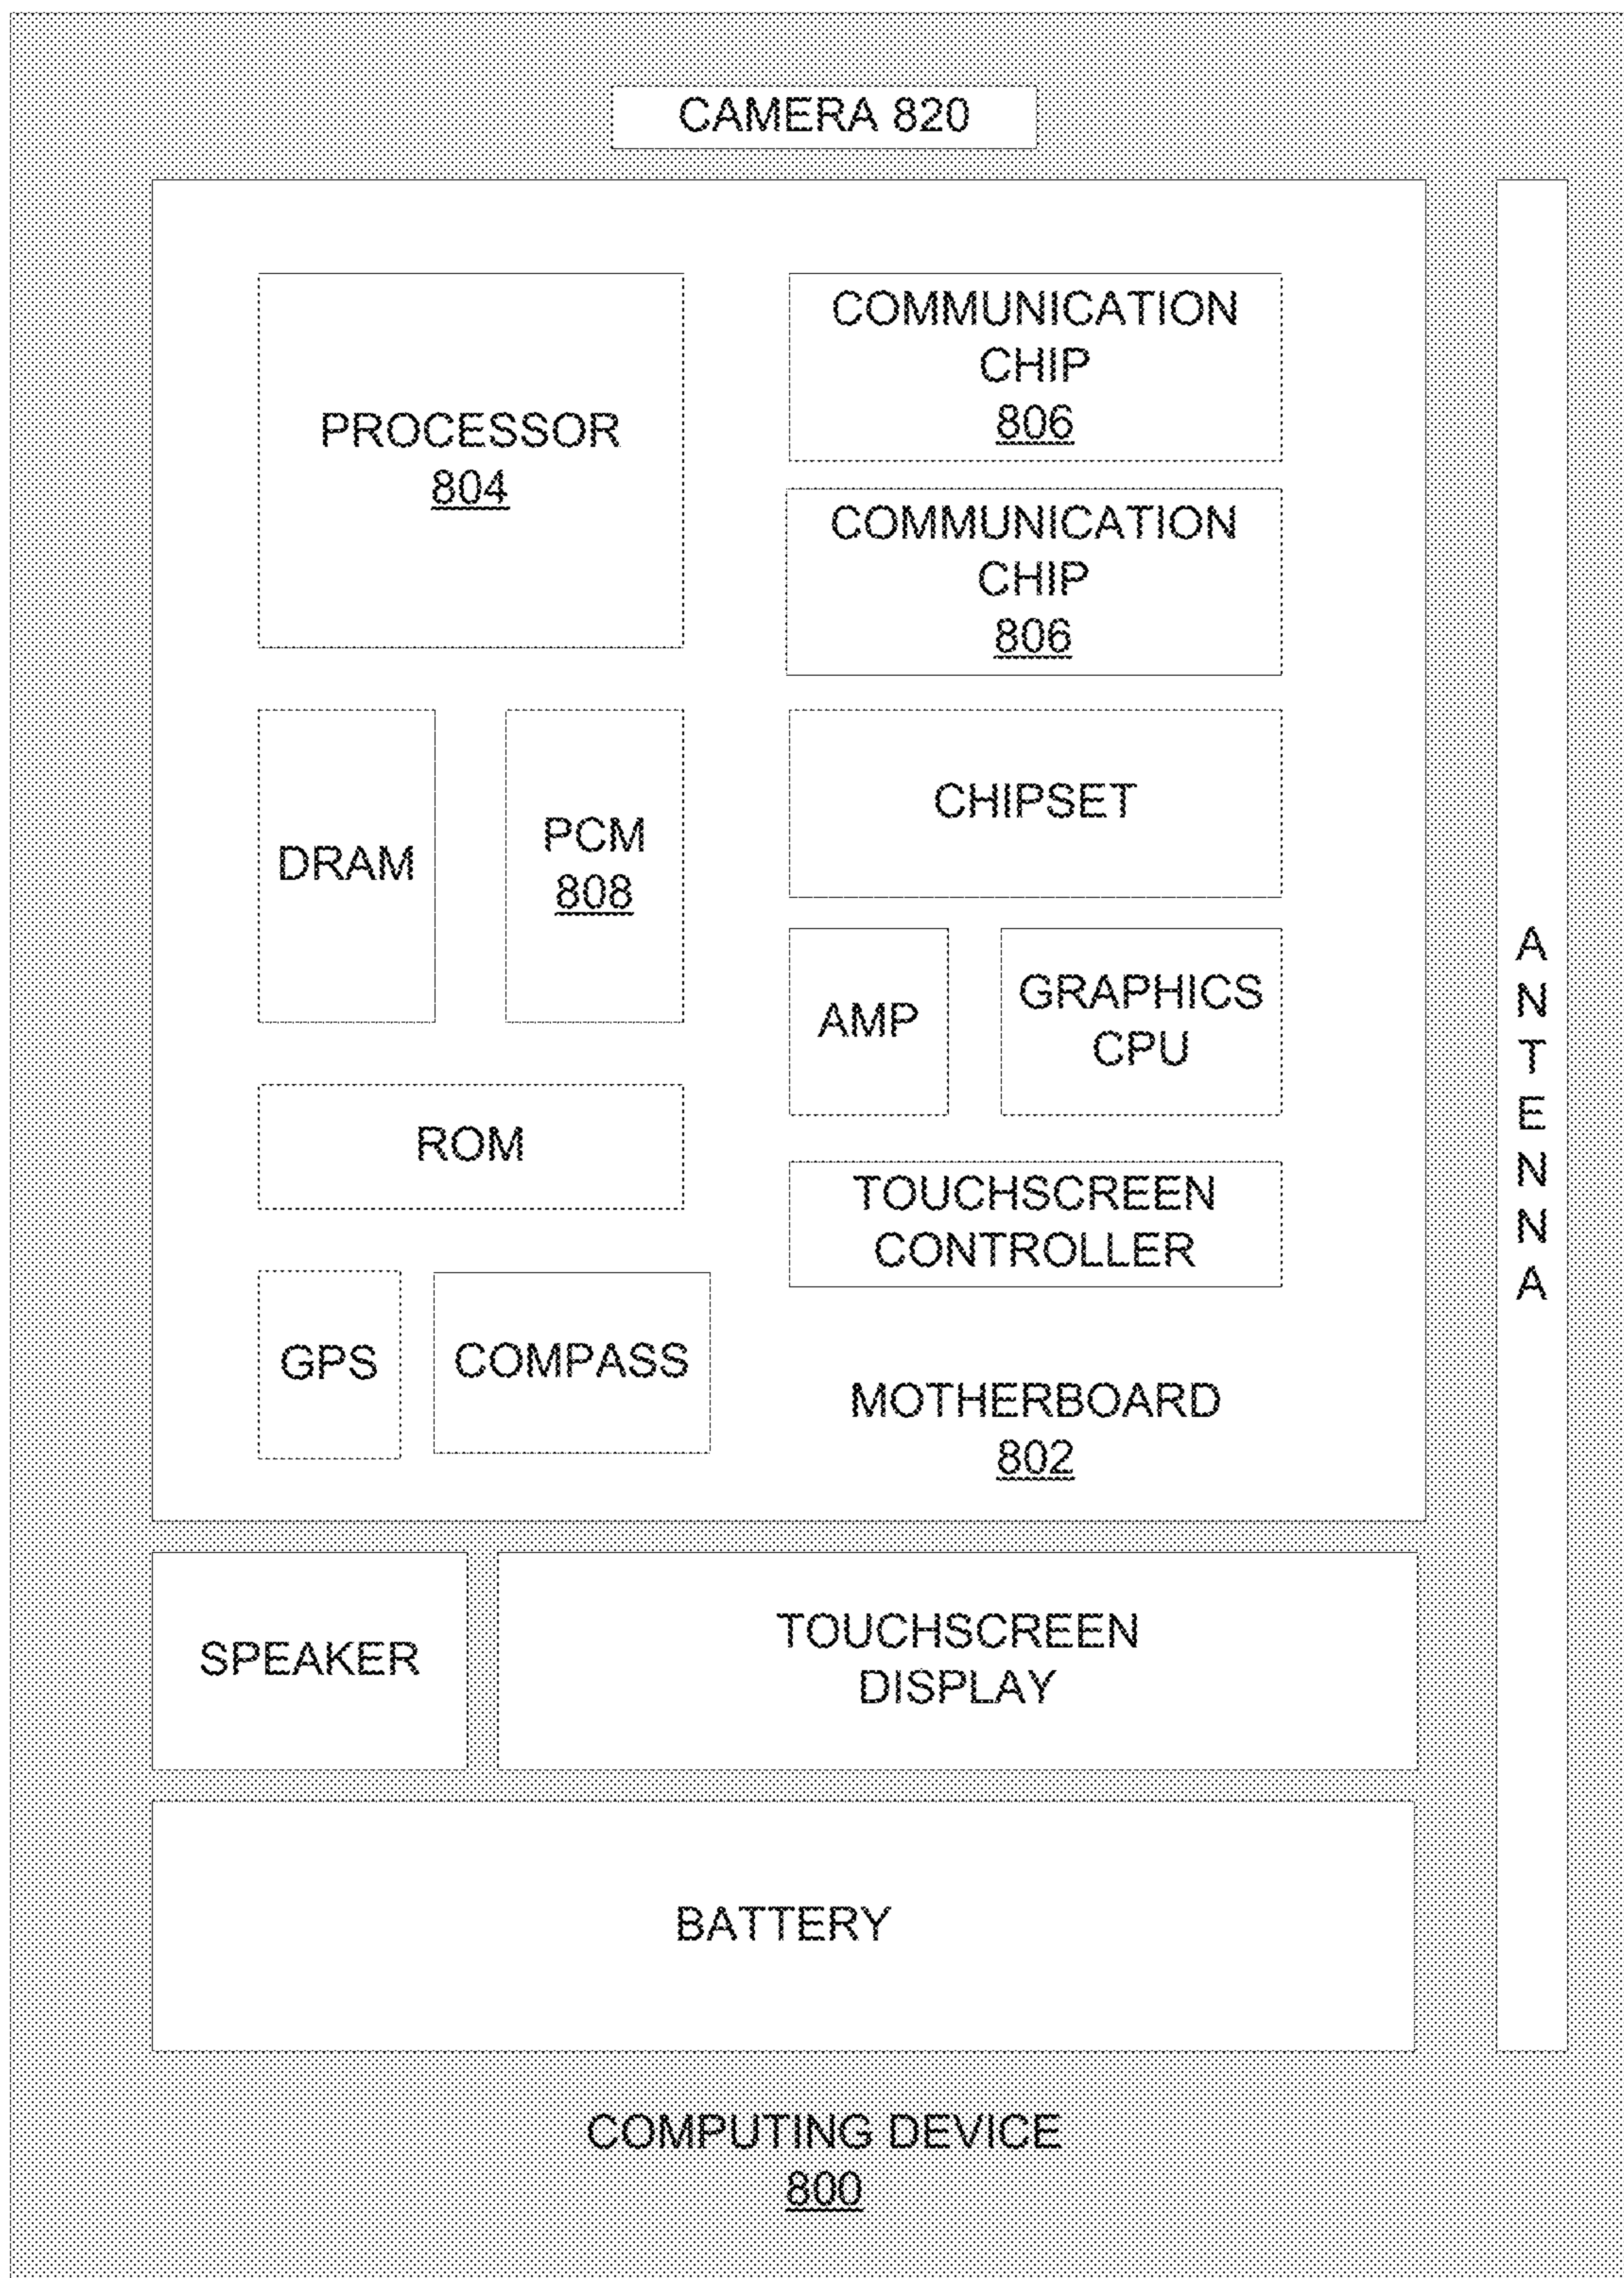 CAMERA 820
PROCESSOR
804
COMMUNICATION
CHIP
806
COMMUNICATION
CHIP
806
DRAM
PCM
808
CHIPSET
AMP
GRAPHICS
CPU
ROM
TOUCHSCREEN
CONTROLLER
GPS
COMPASS
MOTHERBOARD
802
ANTENNA
SPEAKER
TOUCHSCREEN
DISPLAY
BATTERY
COMPUTING DEVICE
800